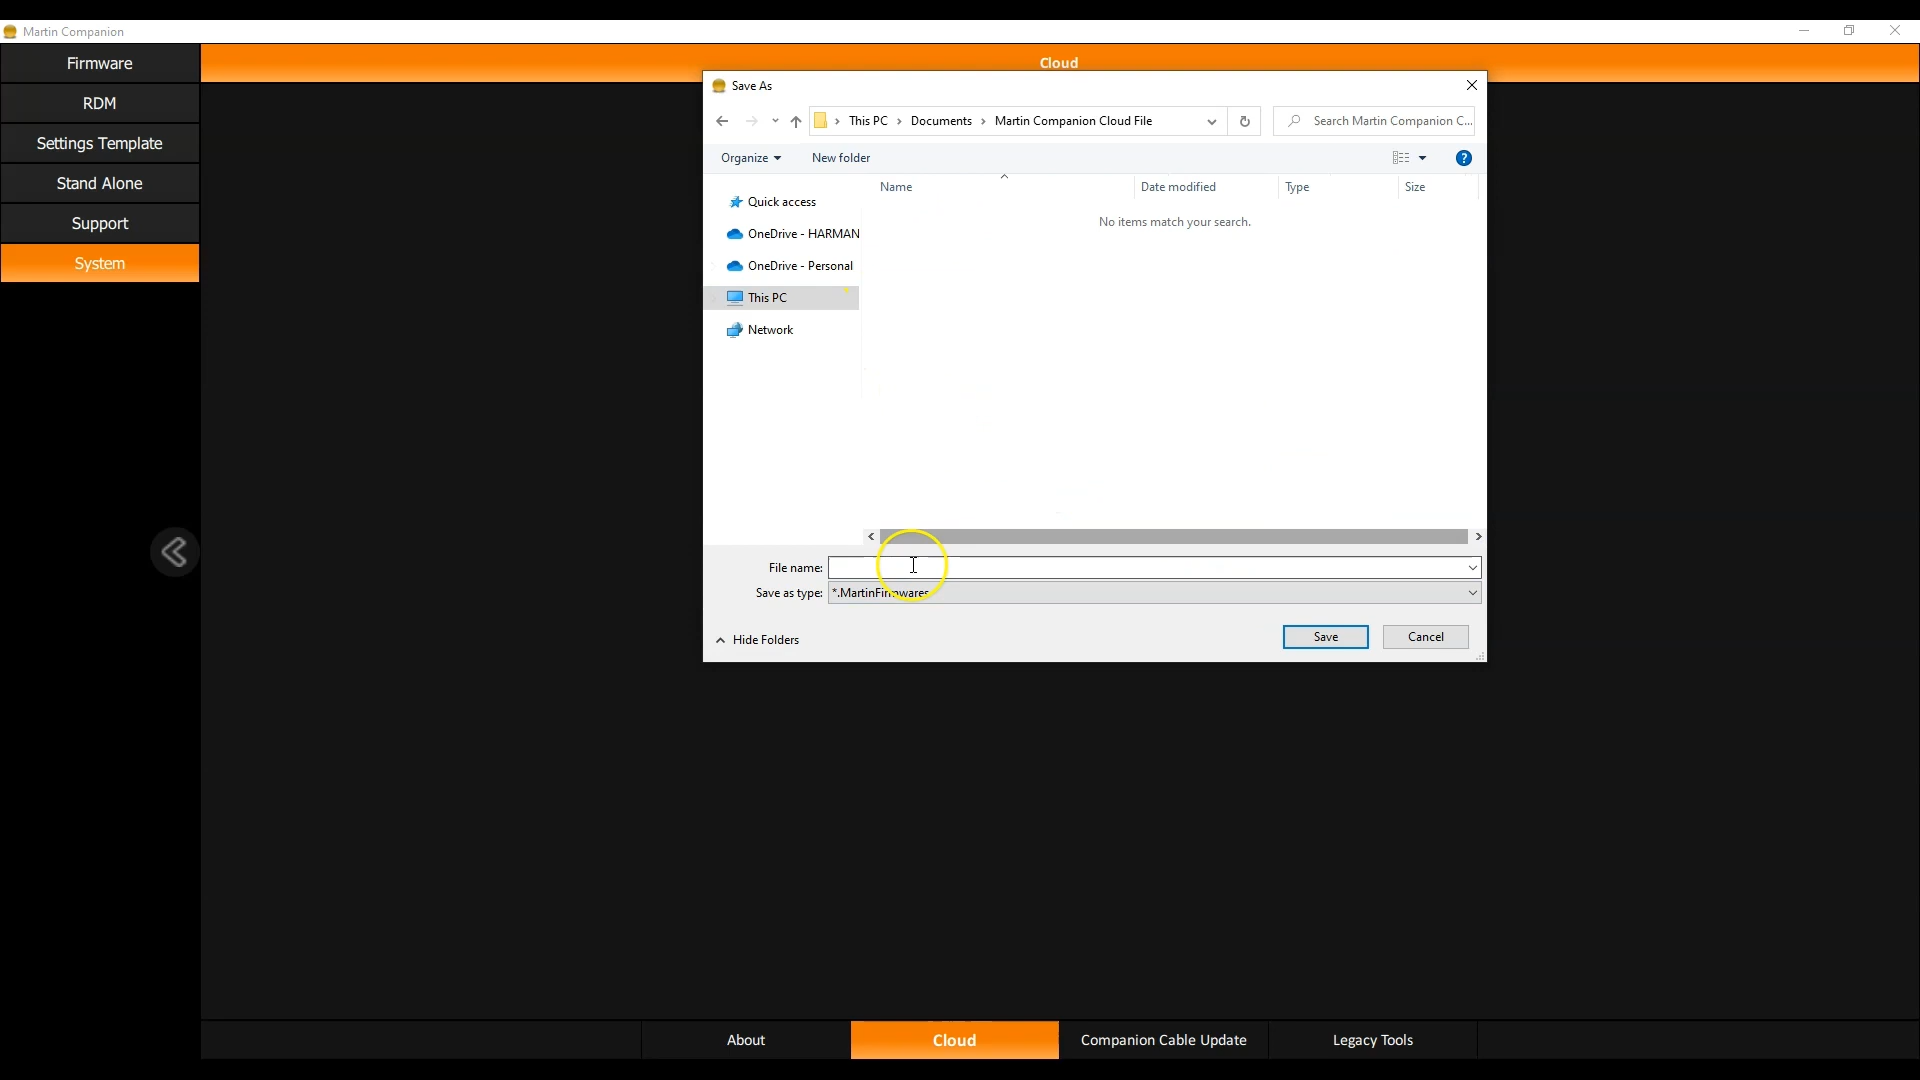 Martin Companion
Firmware
RDM
Settings Template
Stand Alone
Support
System
Cloud
Save As
This PC › Documents › Martin Companion Cloud File
Search Martin Companion C...
Organize
New folder
?
Name
Date modified
Type
Size
No items match your search.
Quick access
OneDrive - HARMAN
OneDrive - Personal
This PC
Network
File name:
Save as type: *.MartinFirmwares
Hide Folders
Save
Cancel
About
Cloud
Companion Cable Update
Legacy Tools